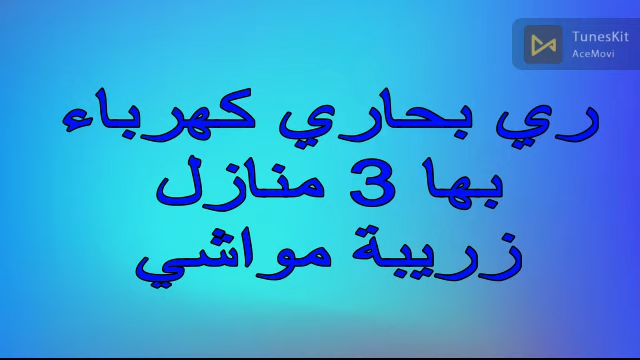 TunesKit
AceMovi
ري بحاري كهرباء
بها 3 منازل
زريبة مواشي